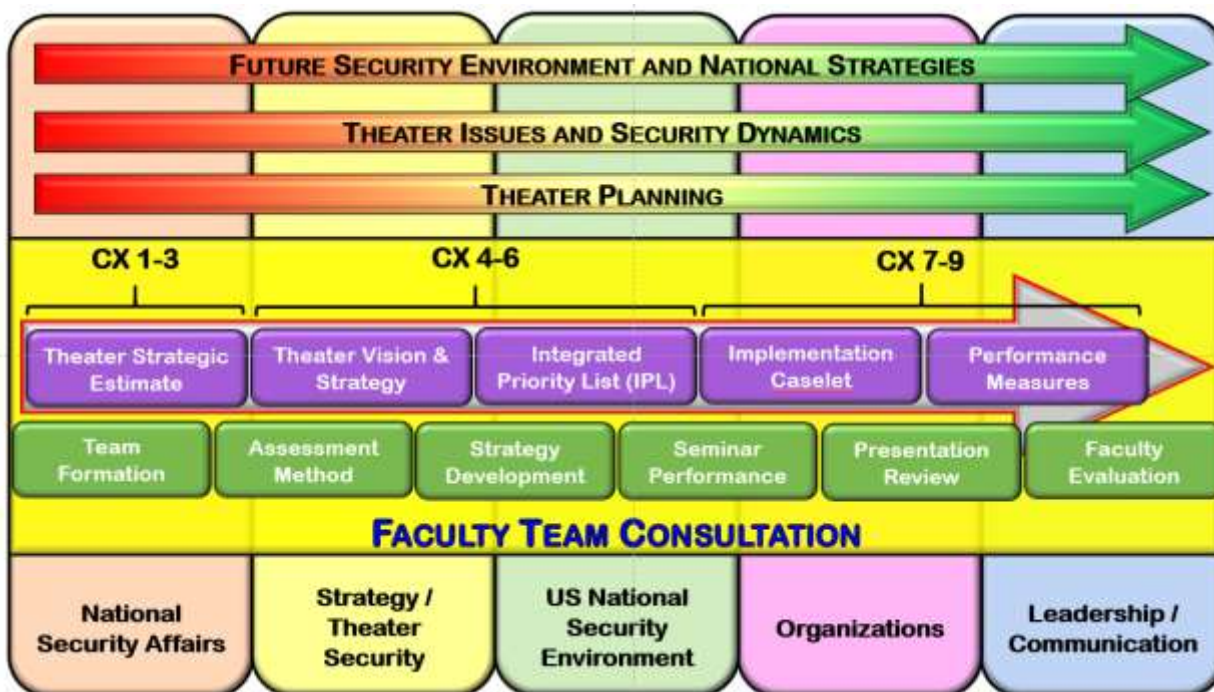 FUTURE SECURITY ENVIRONMENT AND NATIONAL STRATEGIES
THEATER ISSUES AND SECURITY DYNAMICS
THEATER PLANNING
CX 1-3
CX 4-6
CX 7-9
Theater Strategic
Estimate
Theater Vision &
Strategy
Integrated
Priority List (IPL)
Implementation
Caselet
Performance
Measures
Team
Formation
Assessment
Method
Strategy
Development
Seminar
Performance
Presentation
Review
Faculty
Evaluation
FACULTY TEAM CONSULTATION
National
Security Affairs
Strategy /
Theater
Security
US National
Security
Environment
Organizations
Leadership /
Communication